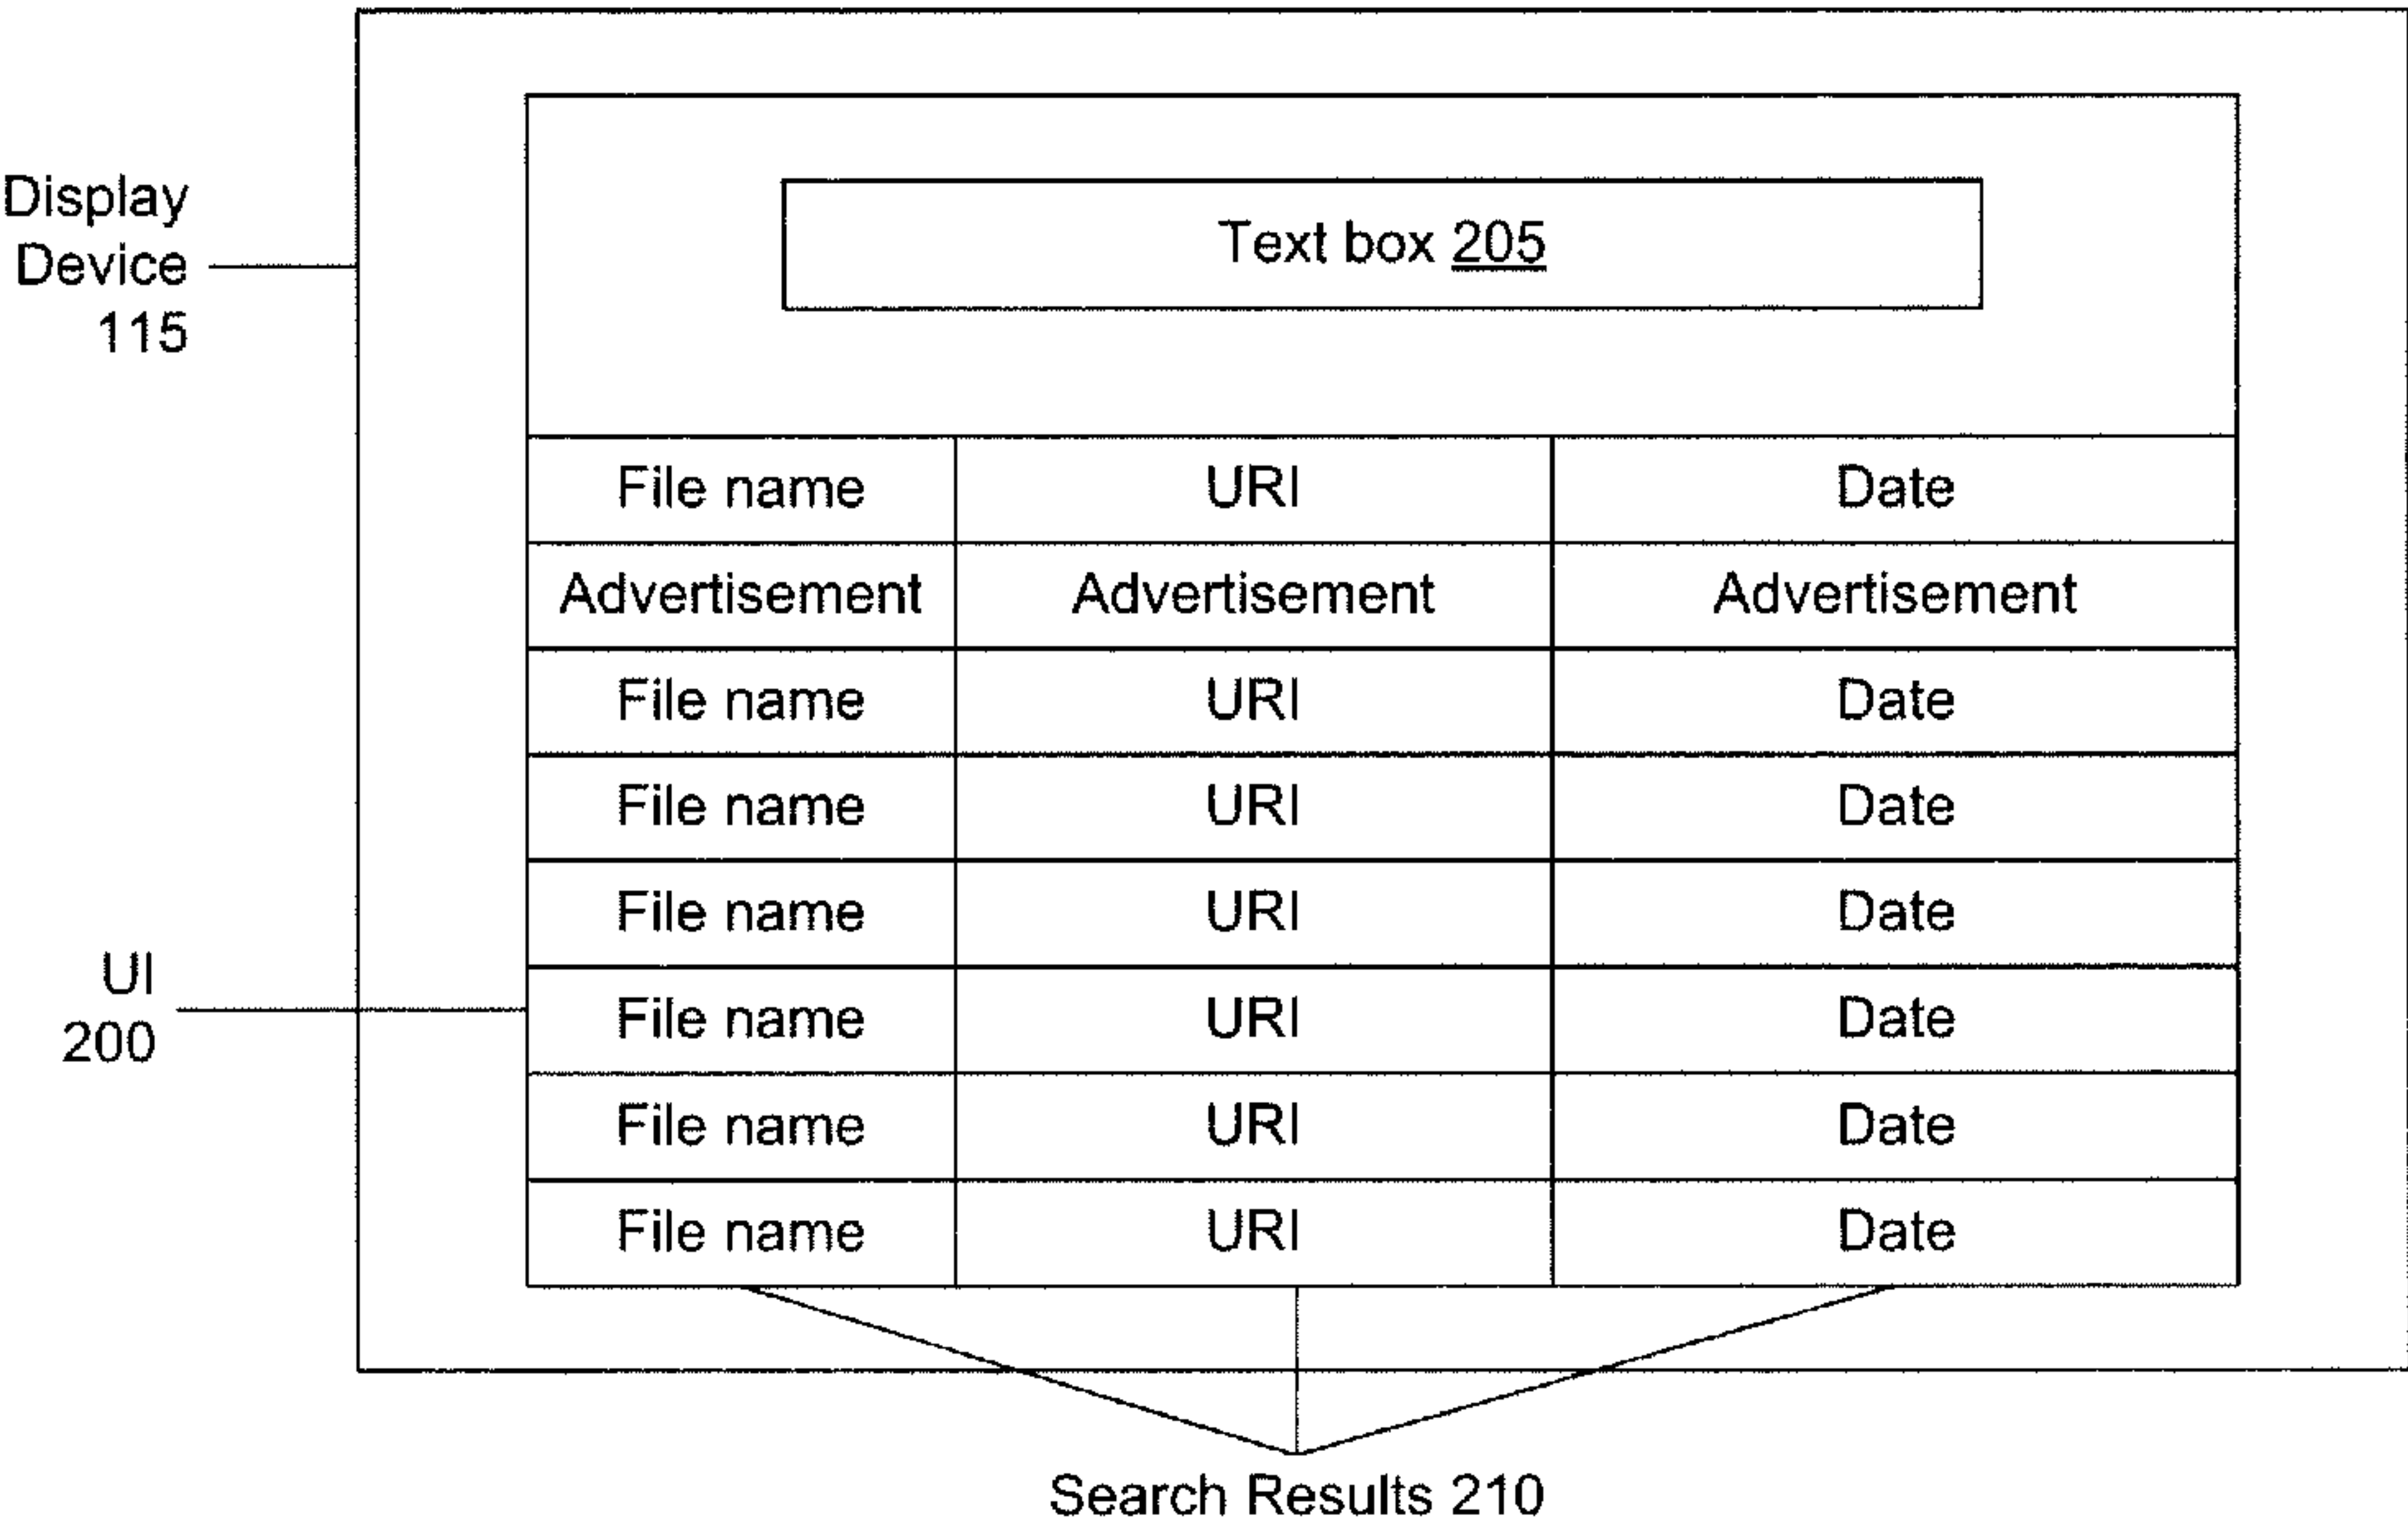 Display
Device
115
Text box 205
File name URI Date
Advertisement Advertisement Advertisement
File name URI Date
File name URI Date
File name URI Date
UI
200
File name URI Date
File name URI Date
File name URI Date
Search Results 210